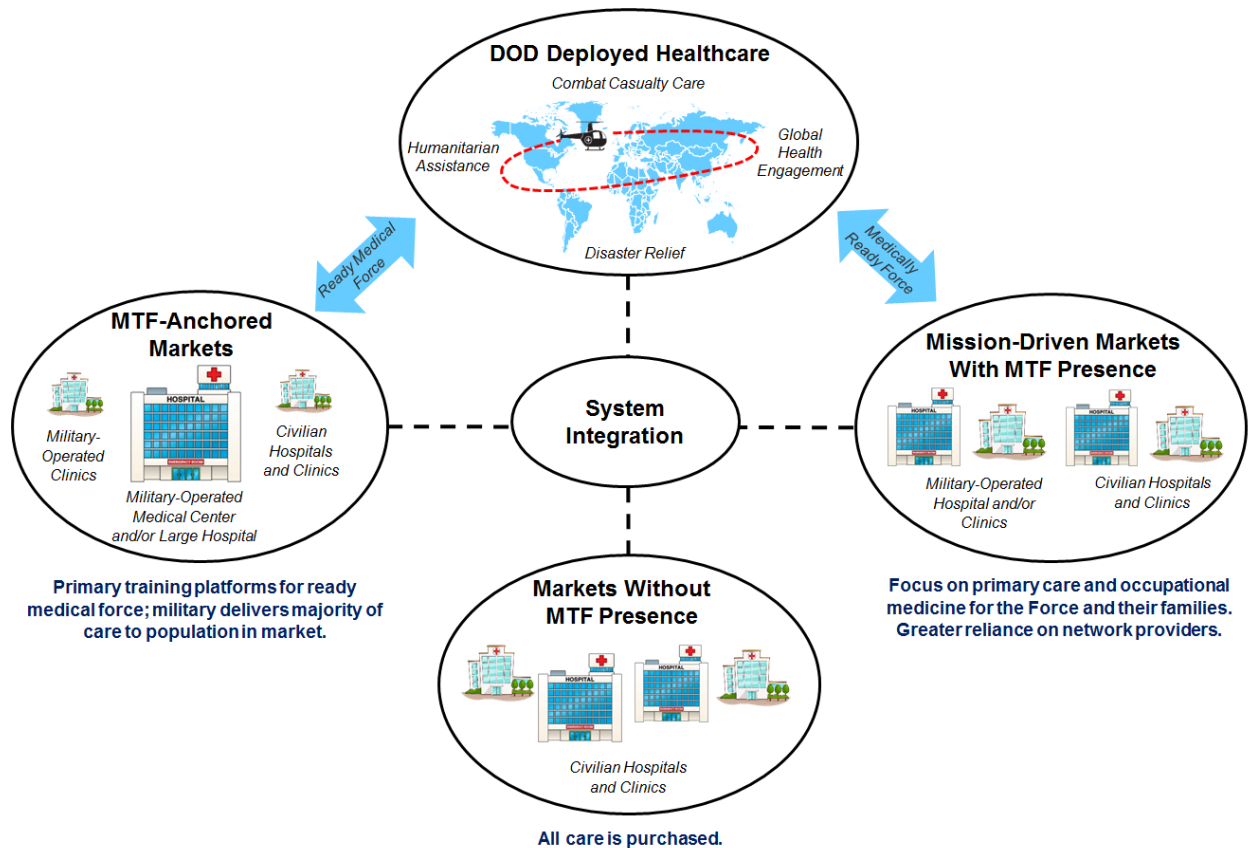 DOD Deployed Healthcare
Combat Casualty Care
Humanitarian
Assistance
Global
Health
Engagement
Disaster Relief
Ready Medical
Force
Medically
Ready Force
MTF-Anchored
Markets
HOSPITAL
Military-
Operated
Clinics
Civilian
Hospitals
and Clinics
Military-Operated
Medical Center
and/or Large Hospital
Primary training platforms for ready
medical force; military delivers majority of
care to population in market.
System
Integration
Mission-Driven Markets
With MTF Presence
HOSPITAL
HOSPITAL
Military-Operated
Hospital and/or
Clinics
Civilian Hospitals
and Clinics
Focus on primary care and occupational
medicine for the Force and their families.
Greater reliance on network providers.
Markets Without
MTF Presence
HOSPITAL
HOSPITAL
Civilian Hospitals
and Clinics
All care is purchased.